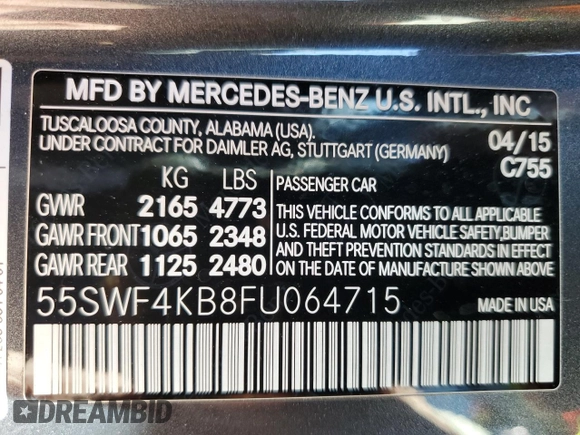 MFD BY MERCEDES-BENZ U.S. INTL., INC
TUSCALOOSA COUNTY, ALABAMA (USA). 04/15
UNDER CONTRACT FOR DAIMLER AG, STUTTGART (GERMANY) C755
KG LBS PASSENGER CAR
GVWR 2165 4773 THIS VEHICLE CONFORMS TO ALL APPLICABLE
GAWR FRONT 1065 2348 U.S. FEDERAL MOTOR VEHICLE SAFETY,BUMPER
GAWR REAR 1125 2480 AND THEFT PREVENTION STANDARDS IN EFFECT
ON THE DATE OF MANUFACTURE SHOWN ABOVE.
55SWF4KB8FU064715 MADE IN USA
DREAMBID